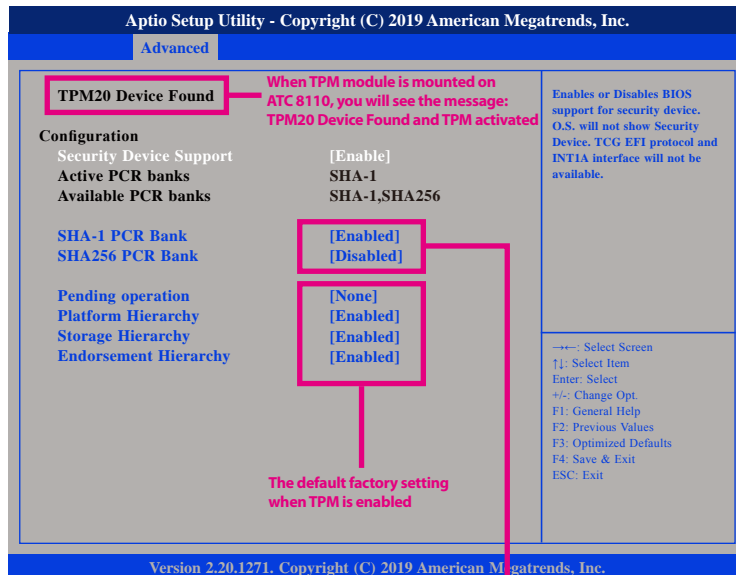 Aptio Setup Utility - Copyright (C) 2019 American Megatrends, Inc.
Advanced
TPM20 Device Found
When TPM module is mounted on
ATC 8110, you will see the message:
TPM20 Device Found and TPM activated
Configuration
Security Device Support [Enable]
Active PCR banks SHA-1
Available PCR banks SHA-1,SHA256
SHA-1 PCR Bank [Enabled]
SHA256 PCR Bank [Disabled]
Pending operation [None]
Platform Hierarchy [Enabled]
Storage Hierarchy [Enabled]
Endorsement Hierarchy [Enabled]
The default factory setting
when TPM is enabled
Enables or Disables BIOS
support for security device.
O.S. will not show Security
Device. TCG EFI protocol and
INT1A interface will not be
available.
→←: Select Screen
↑↓: Select Item
Enter: Select
+/-: Change Opt.
F1: General Help
F2: Previous Values
F3: Optimized Defaults
F4: Save & Exit
ESC: Exit
Version 2.20.1271. Copyright (C) 2019 American Megatrends, Inc.